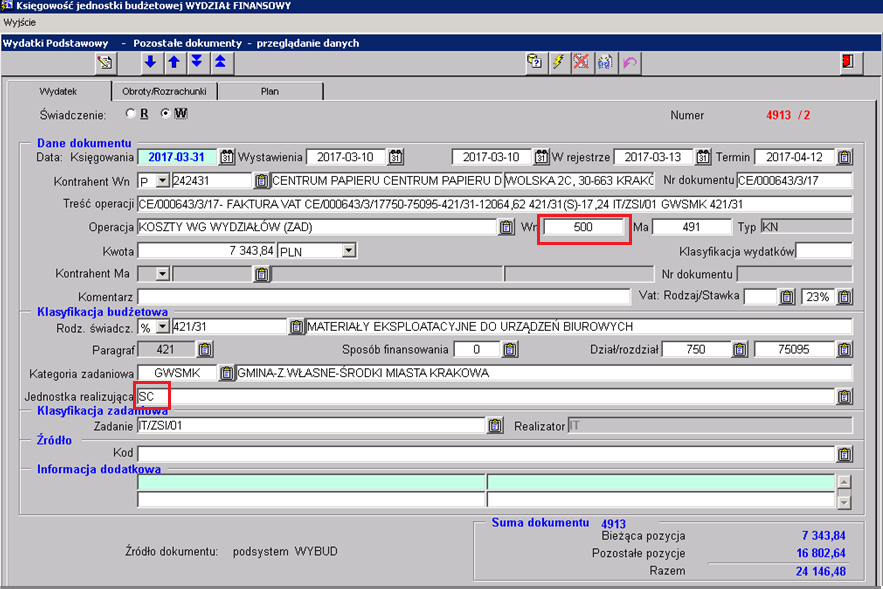 Księgowość jednostki budżetowej WYDZIAŁ FINANSOWY
Wyjście
Wydatki Podstawowy - Pozostałe dokumenty - przeglądanie danych
Wydatek Obroty/Rozrachunki Plan
Świadczenie: R W Numer 4913 / 2
Dane dokumentu
Data: Księgowania 2017-03-31 Wystawienia 2017-03-10 2017-03-10 W rejestrze 2017-03-13 Termin 2017-04-12
Kontrahent Wn P 242431 CENTRUM PAPIERU CENTRUM PAPIERU D WOLSKA 2C, 30-663 KRAKÓ Nr dokumentu CE/000643/3/17
Treść operacji CE/000643/3/17- FAKTURA VAT CE/000643/3/17750-75095-421/31-12064,62 421/31(S)-17,24 IT/ZSI/01 GWSMK 421/31
Operacja KOSZTY WG WYDZIAŁÓW (ZAD) Wn 500 Ma 491 Typ KN
Kwota 7 343,84 PLN Klasyfikacja wydatków
Kontrahent Ma Nr dokumentu
Komentarz Vat: Rodzaj/Stawka 23%
Klasyfikacja budżetowa
Rodz. świadcz. % 421/31 MATERIAŁY EKSPLOATACYJNE DO URZĄDZEŃ BIUROWYCH
Paragraf 421 Sposób finansowania 0 Dział/rozdział 750 75095
Kategoria zadaniowa GWSMK GMINA-Z.WŁASNE-ŚRODKI MIASTA KRAKOWA
Jednostka realizująca SC
Klasyfikacja zadaniowa
Zadanie IT/ZSI/01 Realizator IT
Źródło
Kod
Informacja dodatkowa
Suma dokumentu 4913
Bieżąca pozycja 7 343,84
Źródło dokumentu: podsystem WYBUD Pozostałe pozycje 16 802,64
Razem 24 146,48